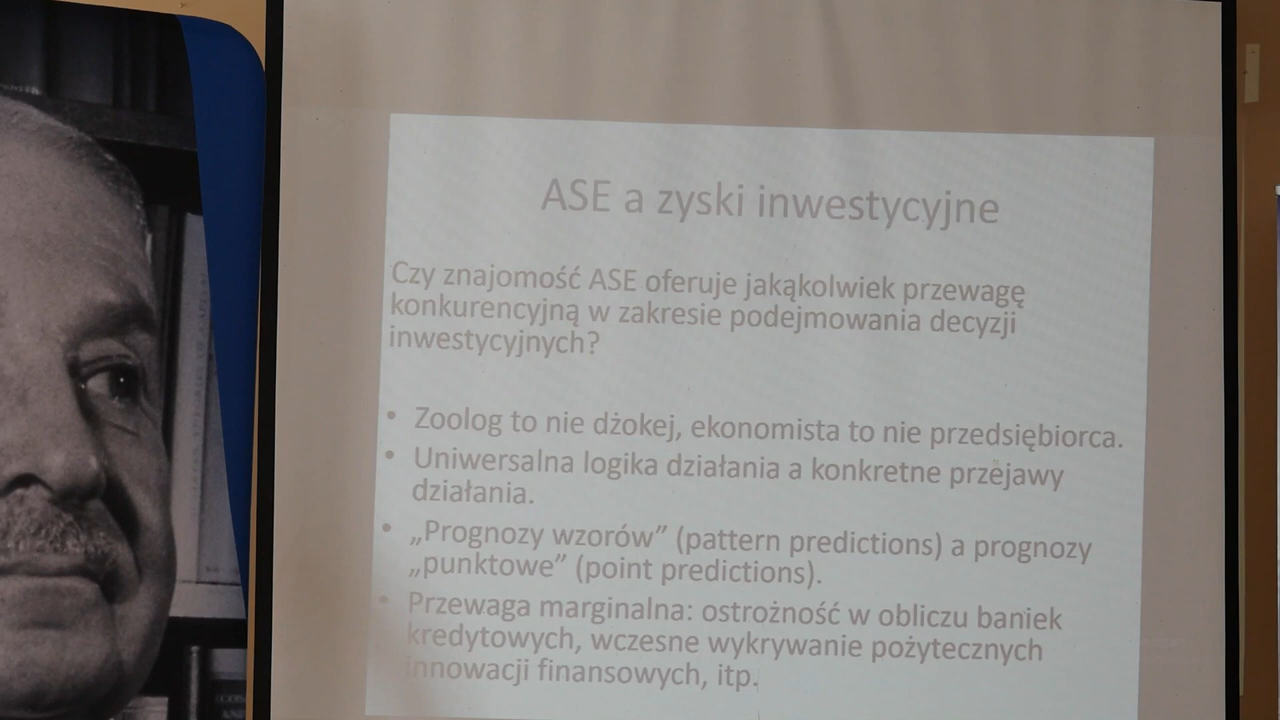 ASE a zyski inwestycyjne
Czy znajomość ASE oferuje jakąkolwiek przewagę
konkurencyjną w zakresie podejmowania decyzji
inwestycyjnych?
• Zoolog to nie dżokej, ekonomista to nie przedsiębiorca.
• Uniwersalna logika działania a konkretne przejawy
działania.
• „Prognozy wzorów” (pattern predictions) a prognozy
„punktowe” (point predictions).
• Przewaga marginalna: ostrożność w obliczu baniek
kredytowych, wczesne wykrywanie pożytecznych
innowacji finansowych, itp.